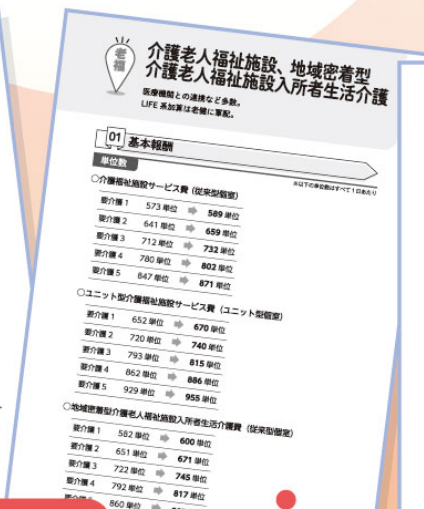 老福
介護老人福祉施設、地域密着型
介護老人福祉施設入所者生活介護
医療機関との連携など多数。
LIFE 系加算は老健に軍配。
01 基本報酬
単位数
※以下の単位数はすべて1日あたり
○介護福祉施設サービス費（従来型個室）
要介護1 573単位 ➡ 589単位
要介護2 641単位 ➡ 659単位
要介護3 712単位 ➡ 732単位
要介護4 780単位 ➡ 802単位
要介護5 847単位 ➡ 871単位
○ユニット型介護福祉施設サービス費（ユニット型個室）
要介護1 652単位 ➡ 670単位
要介護2 720単位 ➡ 740単位
要介護3 793単位 ➡ 815単位
要介護4 862単位 ➡ 886単位
要介護5 929単位 ➡ 955単位
○地域密着型介護老人福祉施設入所者生活介護費（従来型個室）
要介護1 582単位 ➡ 600単位
要介護2 651単位 ➡ 671単位
要介護3 722単位 ➡ 745単位
要介護4 792単位 ➡ 817単位
860単位 ➡